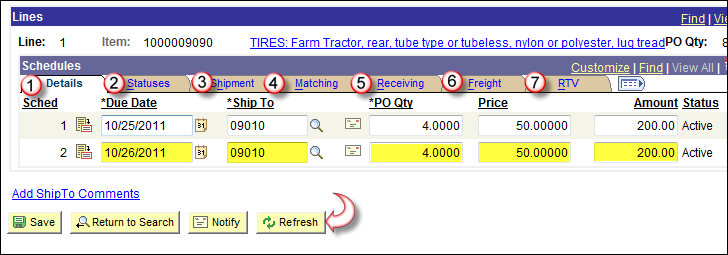 Lines
Find | Vie
Line: 1 Item: 1000009090 TIRES: Farm Tractor, rear, tube type or tubeless, nylon or polyester, lug tread PO Qty:
Schedules
Customize | Find | View All |
1 Details 2 Statuses 3 Shipment 4 Matching 5 Receiving 6 Freight 7 RTV
Sched *Due Date *Ship To *PO Qty Price Amount Status
1 10/25/2011 31 09010 4.0000 50.00000 200.00 Active
2 10/26/2011 31 09010 4.0000 50.00000 200.00 Active
Add ShipTo Comments
Save Return to Search Notify Refresh